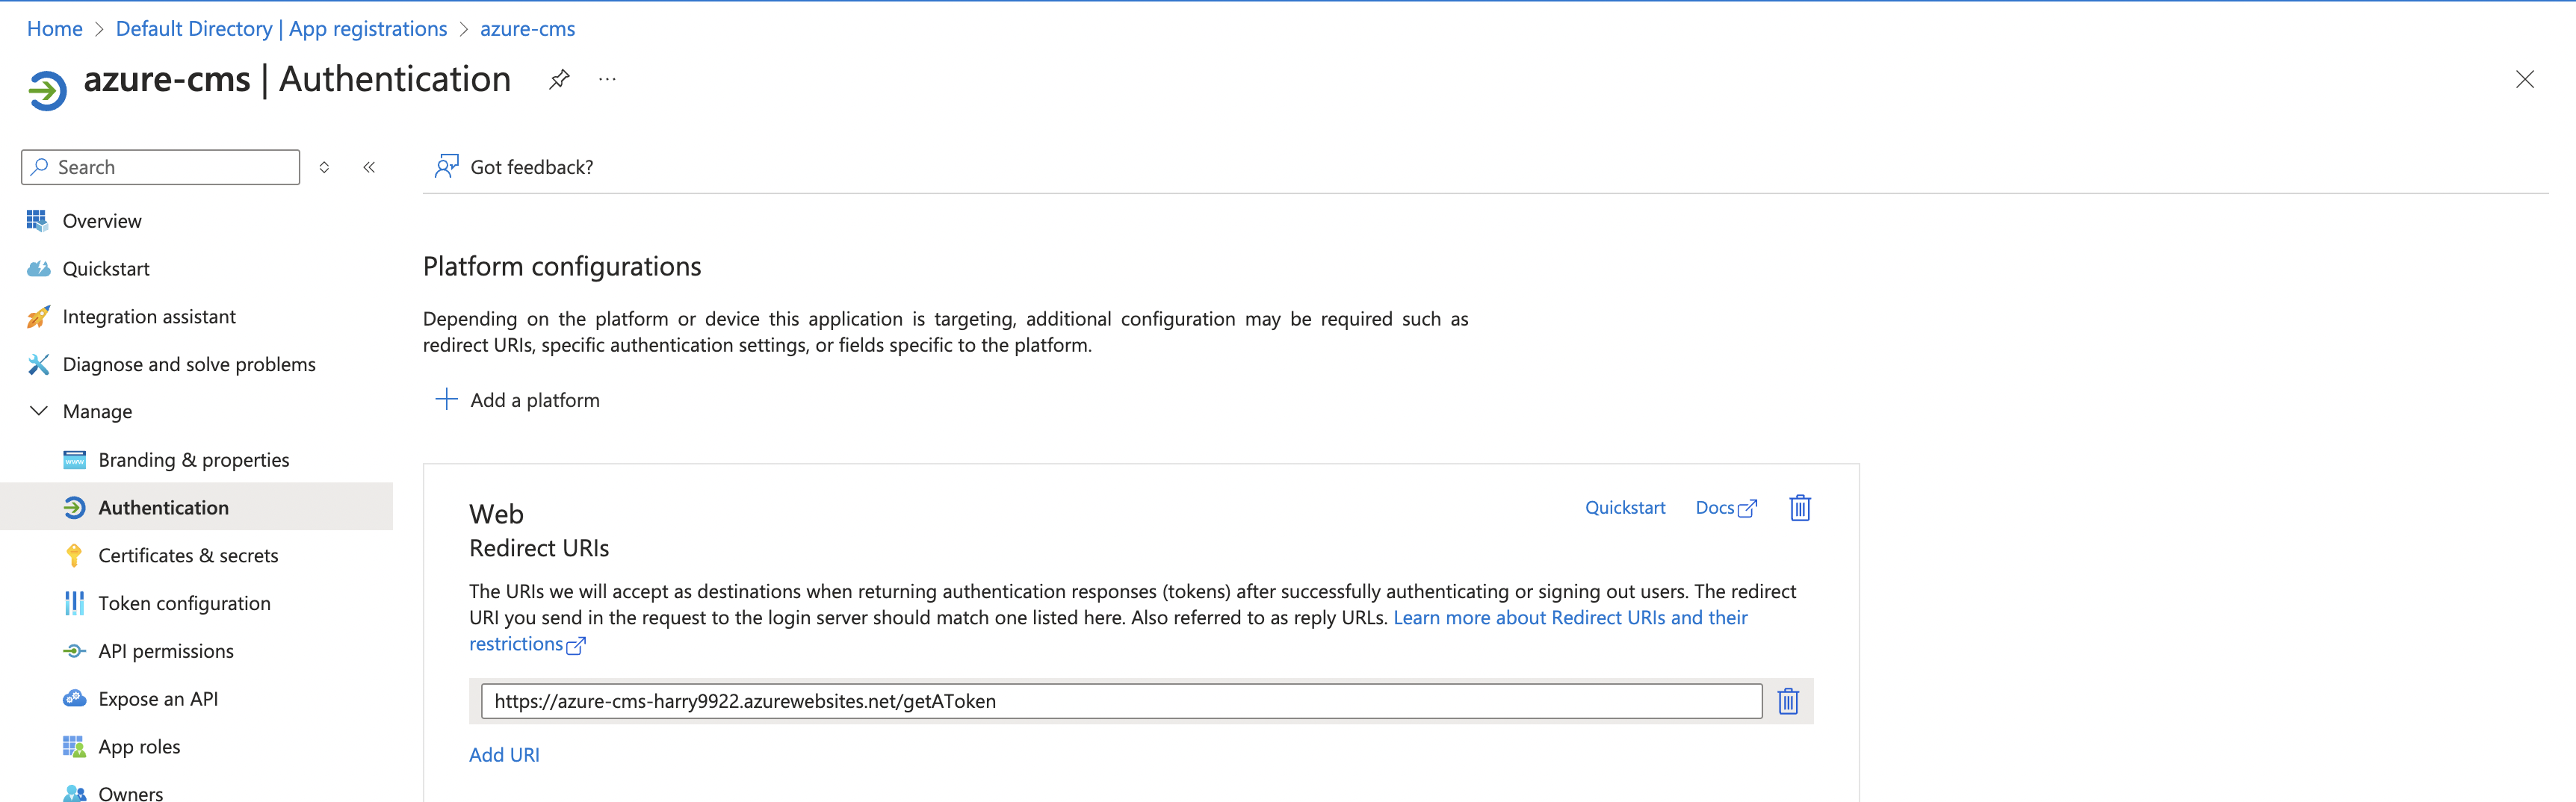 Home > Default Directory | App registrations > azure-cms
azure-cms | Authentication
Search
Overview
Quickstart
Integration assistant
Diagnose and solve problems
Manage
Branding & properties
Authentication
Certificates & secrets
Token configuration
API permissions
Expose an API
App roles
Owners
Got feedback?
Platform configurations
Depending on the platform or device this application is targeting, additional configuration may be required such as
redirect URIs, specific authentication settings, or fields specific to the platform.
Add a platform
Web
Quickstart
Docs
Redirect URIs
The URIs we will accept as destinations when returning authentication responses (tokens) after successfully authenticating or signing out users. The redirect
URI you send in the request to the login server should match one listed here. Also referred to as reply URLs. Learn more about Redirect URIs and their
restrictions
https://azure-cms-harry9922.azurewebsites.net/getAToken
Add URI